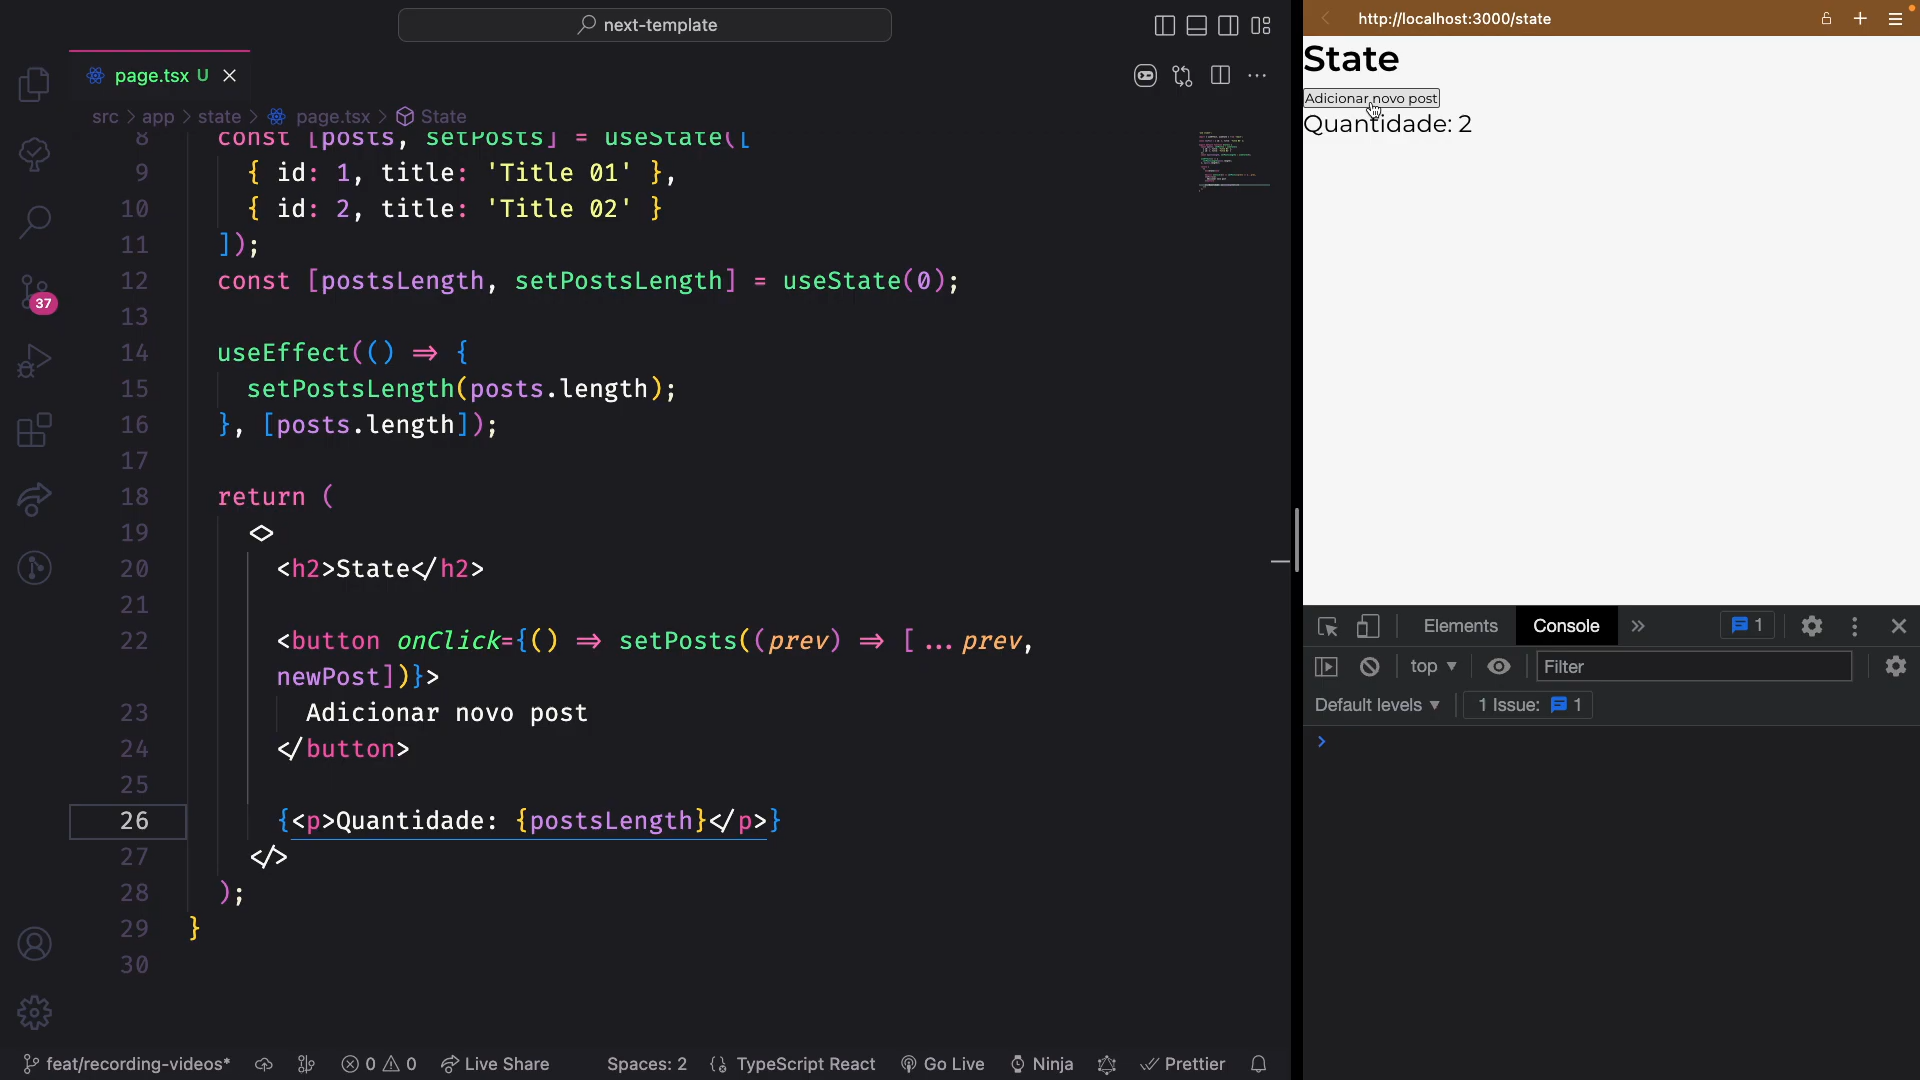 next-template
page.tsx U
src > app > state > page.tsx > State
8 const [posts, setPosts] = useState([
9 { id: 1, title: 'Title 01' },
10 { id: 2, title: 'Title 02' }
11 ]);
12 const [postsLength, setPostsLength] = useState(0);
13
14 useEffect(() => {
15 setPostsLength(posts.length);
16 }, [posts.length]);
17
18 return (
19 <>
20 <h2>State</h2>
21
22 <button onClick={() => setPosts((prev) => [...prev,
newPost])}>
23 Adicionar novo post
24 </button>
25
26 {<p>Quantidade: {postsLength}</p>}
27 </>
28 );
29 }
30
37
feat/recording-videos*
0 0
Live Share
Spaces: 2
{} TypeScript React
Go Live
Ninja
Prettier
http://localhost:3000/state
State
Adicionar novo post
Quantidade: 2
Elements
Console
1
top
Filter
Default levels
1 Issue: 1